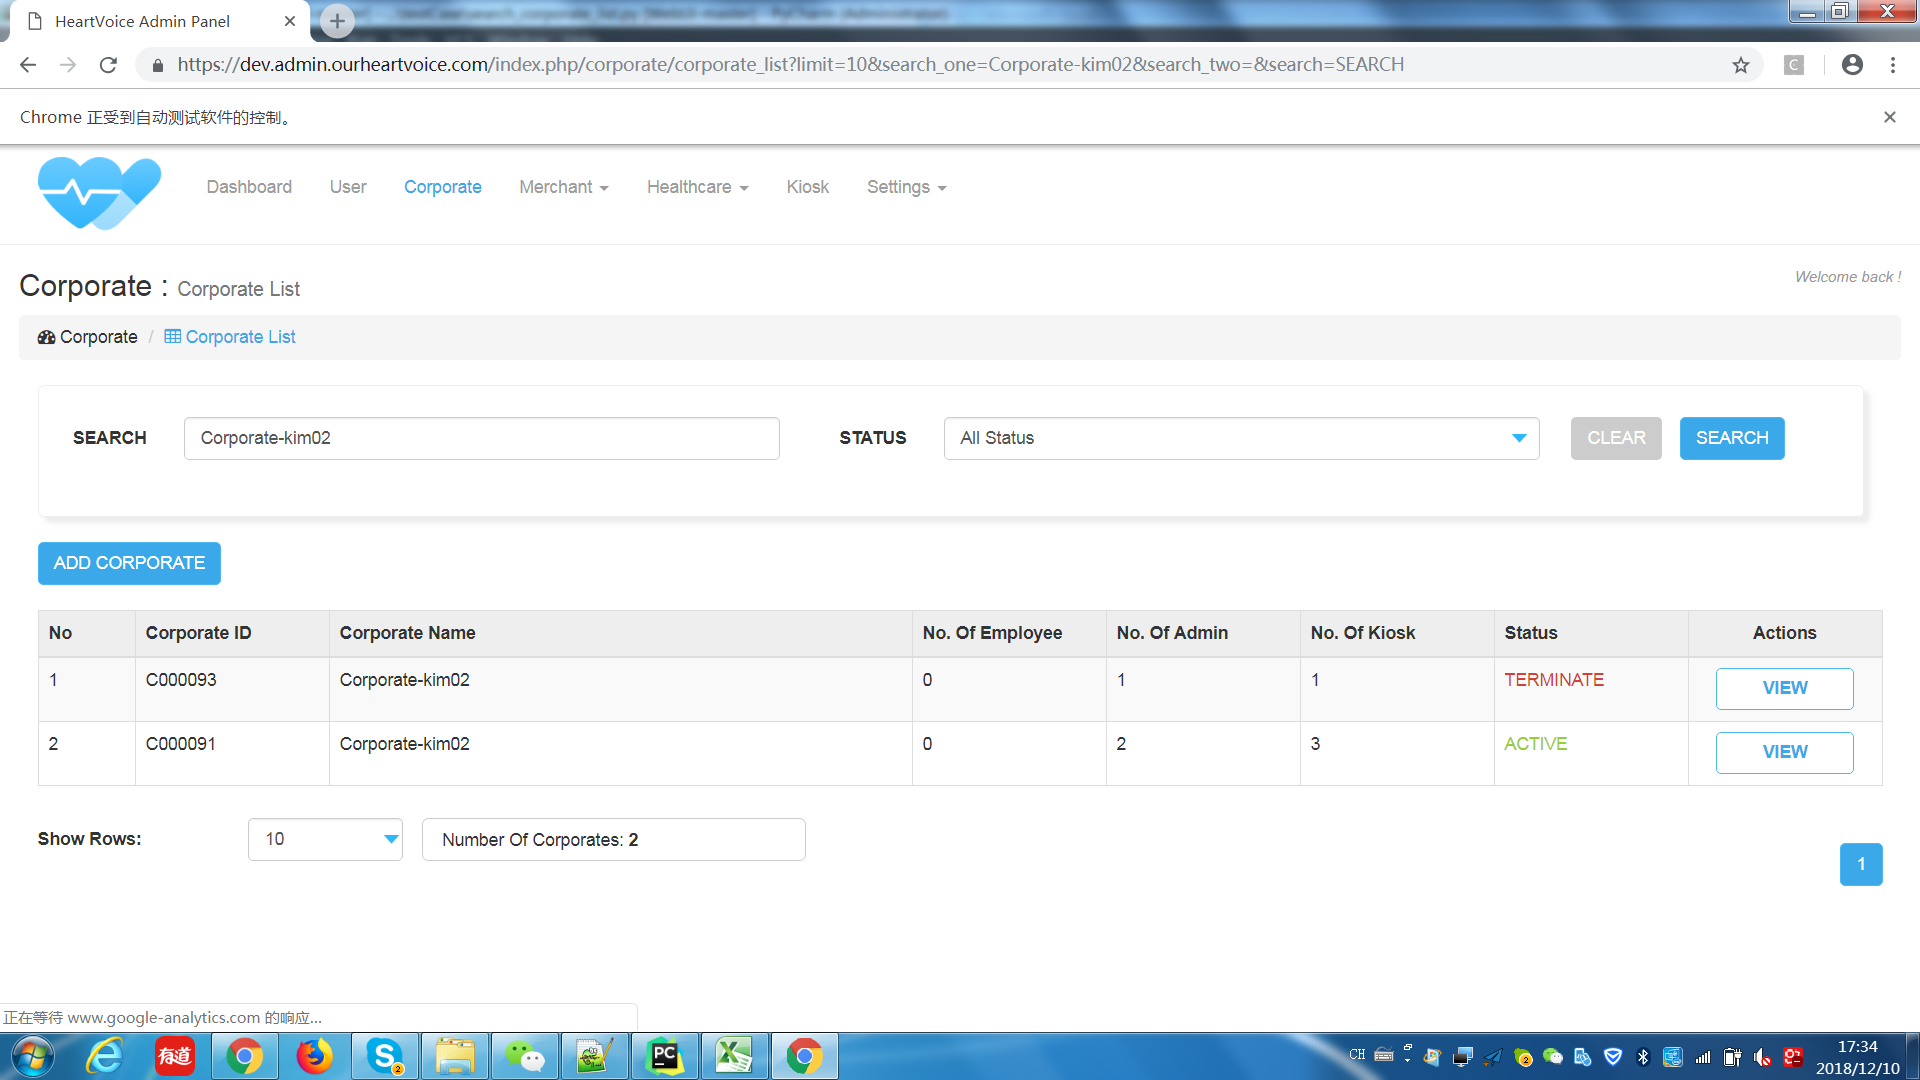 HeartVoice Admin Panel
https://dev.admin.ourheartvoice.com/index.php/corporate/corporate_list?limit=10&search_one=Corporate-kim02&search_two=&search=SEARCH
C
Chrome 正受到自动测试软件的控制。
Dashboard User Corporate Merchant Healthcare Kiosk Settings
Corporate : Corporate List
Welcome back !
Corporate / Corporate List
SEARCH Corporate-kim02 STATUS All Status CLEAR SEARCH
ADD CORPORATE
No Corporate ID Corporate Name No. Of Employee No. Of Admin No. Of Kiosk Status Actions
1 C000093 Corporate-kim02 0 1 1 TERMINATE VIEW
2 C000091 Corporate-kim02 0 2 3 ACTIVE VIEW
Show Rows: 10 Number Of Corporates: 2
1
正在等待 www.google-analytics.com 的响应...
有道
S
2
PC
CH
2
17:34
2018/12/10